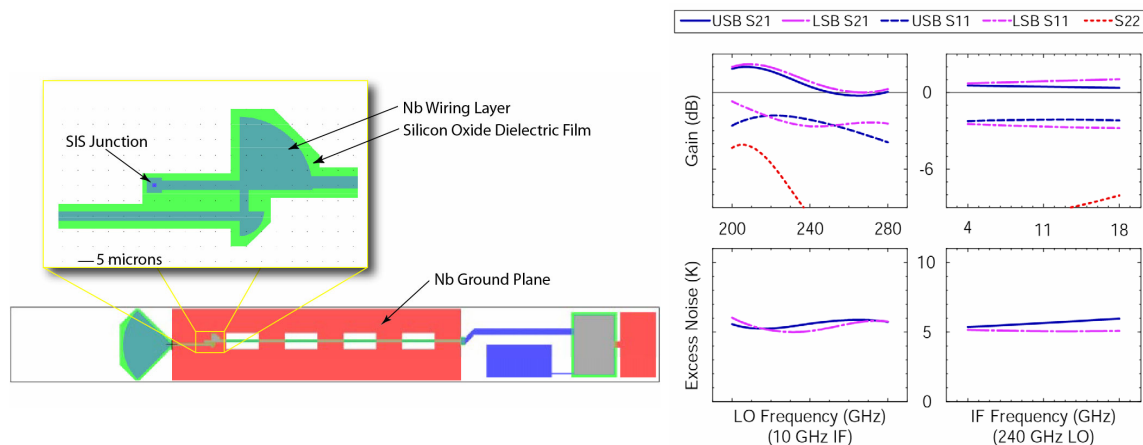 USB S21 LSB S21 USB S11 LSB S11 S22
Nb Wiring Layer
Silicon Oxide Dielectric Film
SIS Junction
5 microns
Nb Ground Plane
Gain (dB)
0
-6
200 240 280
4 11 18
Excess Noise (K)
10
5
0
LO Frequency (GHz)
(10 GHz IF)
IF Frequency (GHz)
(240 GHz LO)